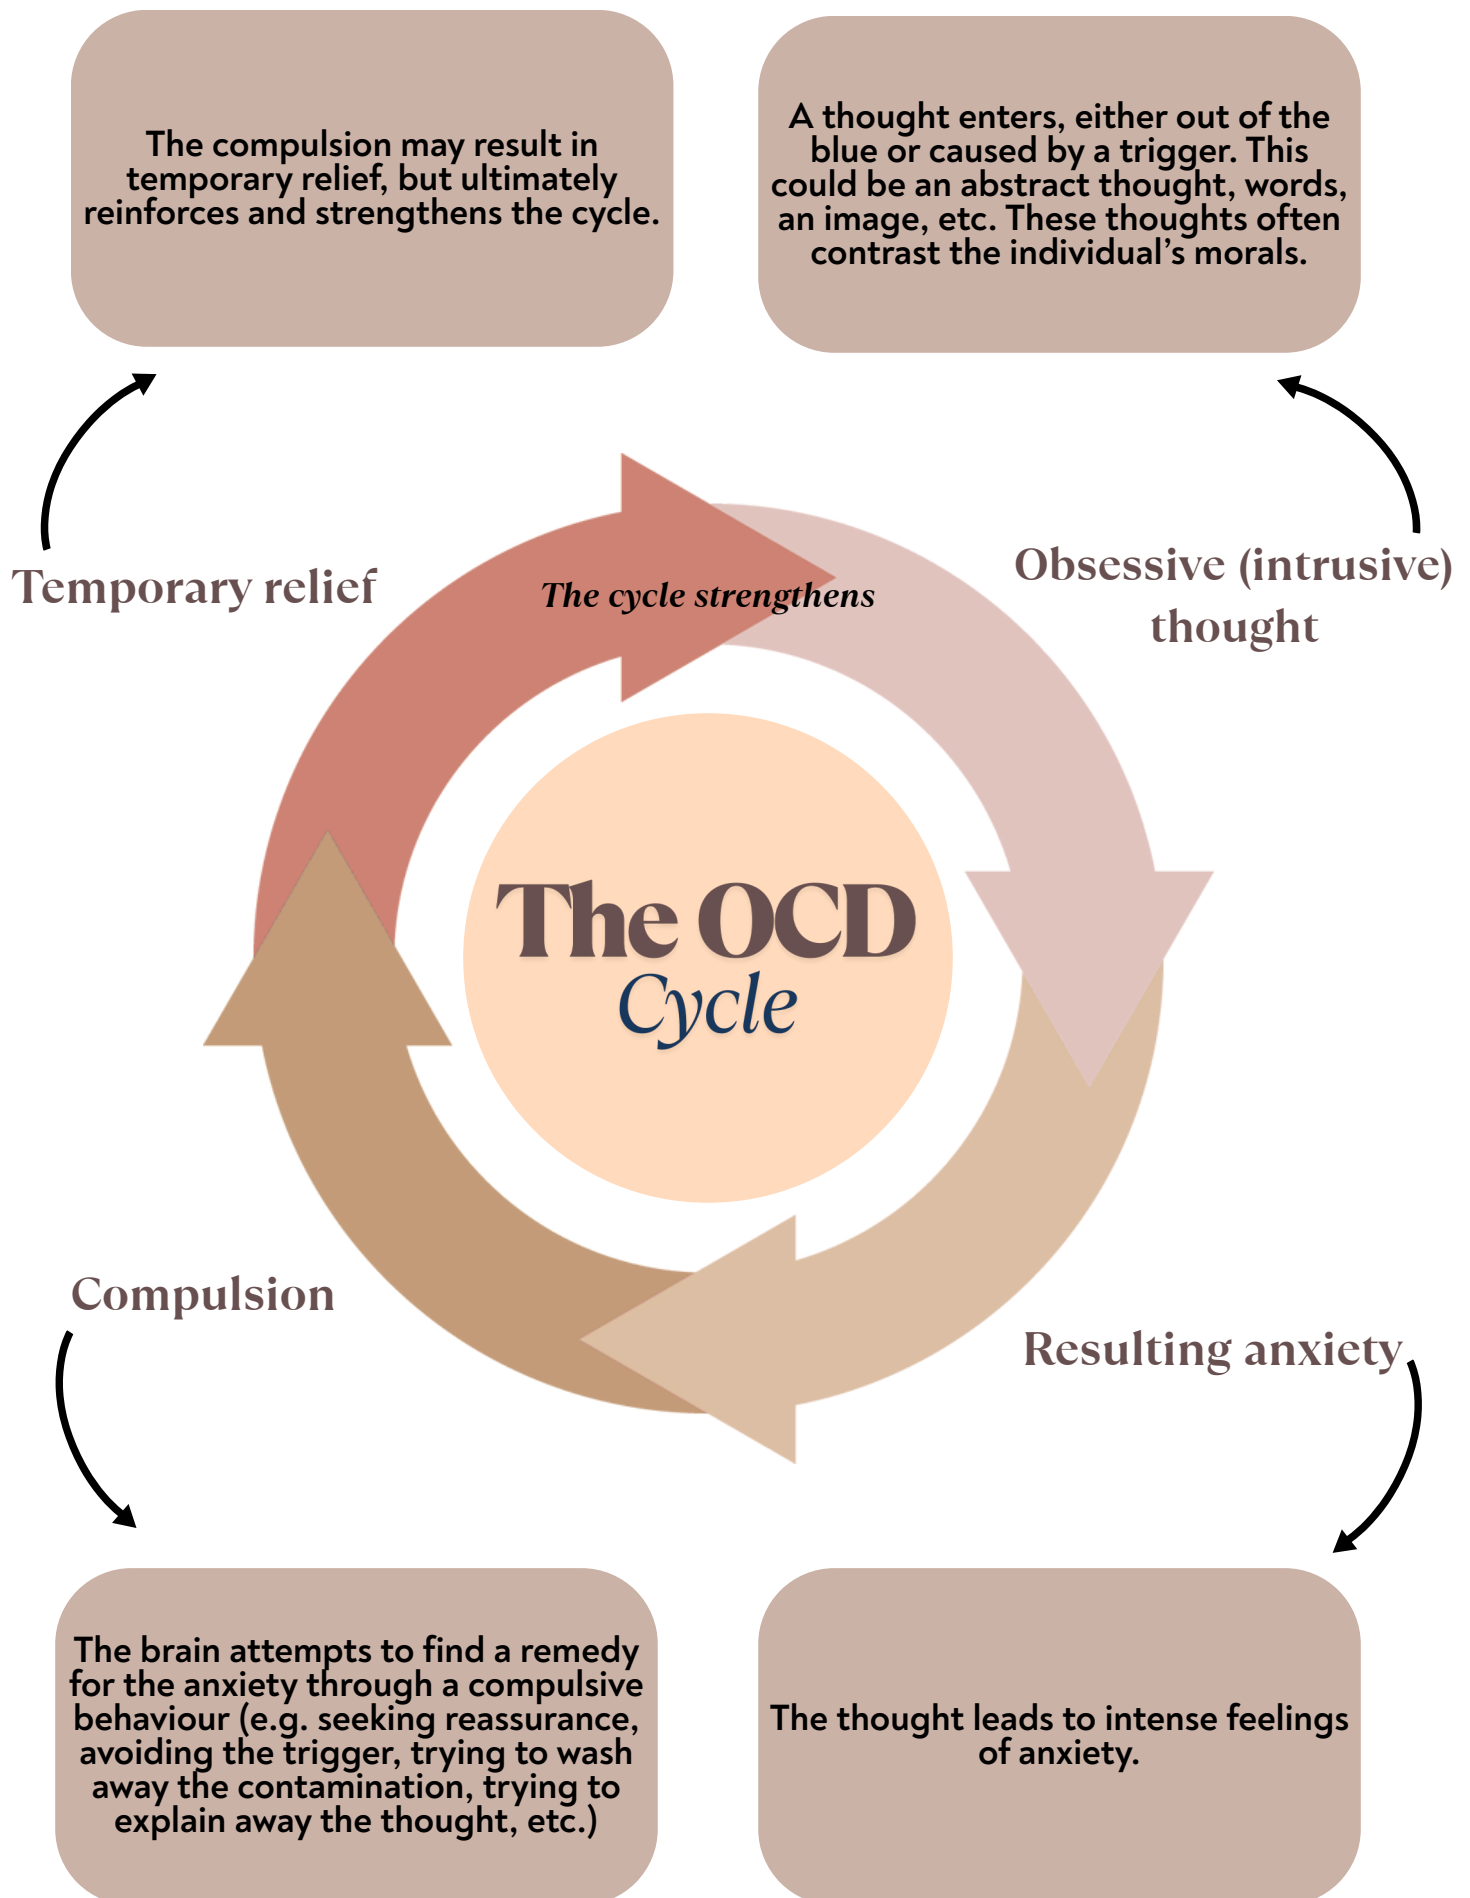 The compulsion may result in
temporary relief, but ultimately
reinforces and strengthens the cycle.
A thought enters, either out of the
blue or caused by a trigger. This
could be an abstract thought, words,
an image, etc. These thoughts often
contrast the individual’s morals.
Temporary relief
The cycle strengthens
Obsessive (intrusive)
thought
The OCD
Cycle
Compulsion
Resulting anxiety
The brain attempts to find a remedy
for the anxiety through a compulsive
behaviour (e.g. seeking reassurance,
avoiding the trigger, trying to wash
away the contamination, trying to
explain away the thought, etc.)
The thought leads to intense feelings
of anxiety.